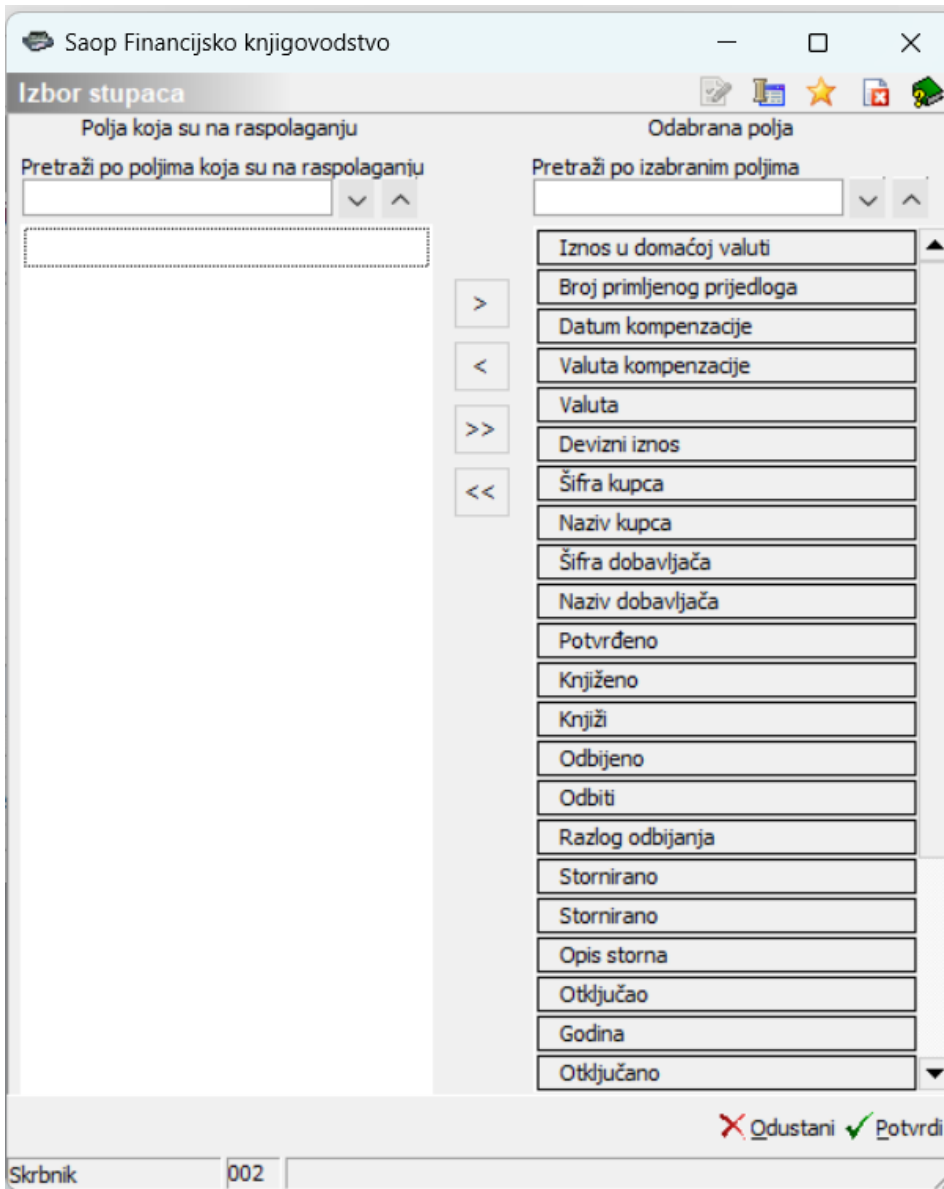 Saop Financijsko knjigovodstvo
Izbor stupaca
Polja koja su na raspolaganju
Odabrana polja
Pretraži po poljima koja su na raspolaganju
Pretraži po izabranim poljima
>
<
>>
<<
Iznos u domaćoj valuti
Broj primljenog prijedloga
Datum kompenzacije
Valuta kompenzacije
Valuta
Devizni iznos
Šifra kupca
Naziv kupca
Šifra dobavljača
Naziv dobavljača
Potvrđeno
Knjiženo
Knjiži
Odbijeno
Odbiti
Razlog odbijanja
Stornirano
Stornirano
Opis storna
Otključao
Godina
Otključano
Odustani
Potvrdi
Skrbnik
002